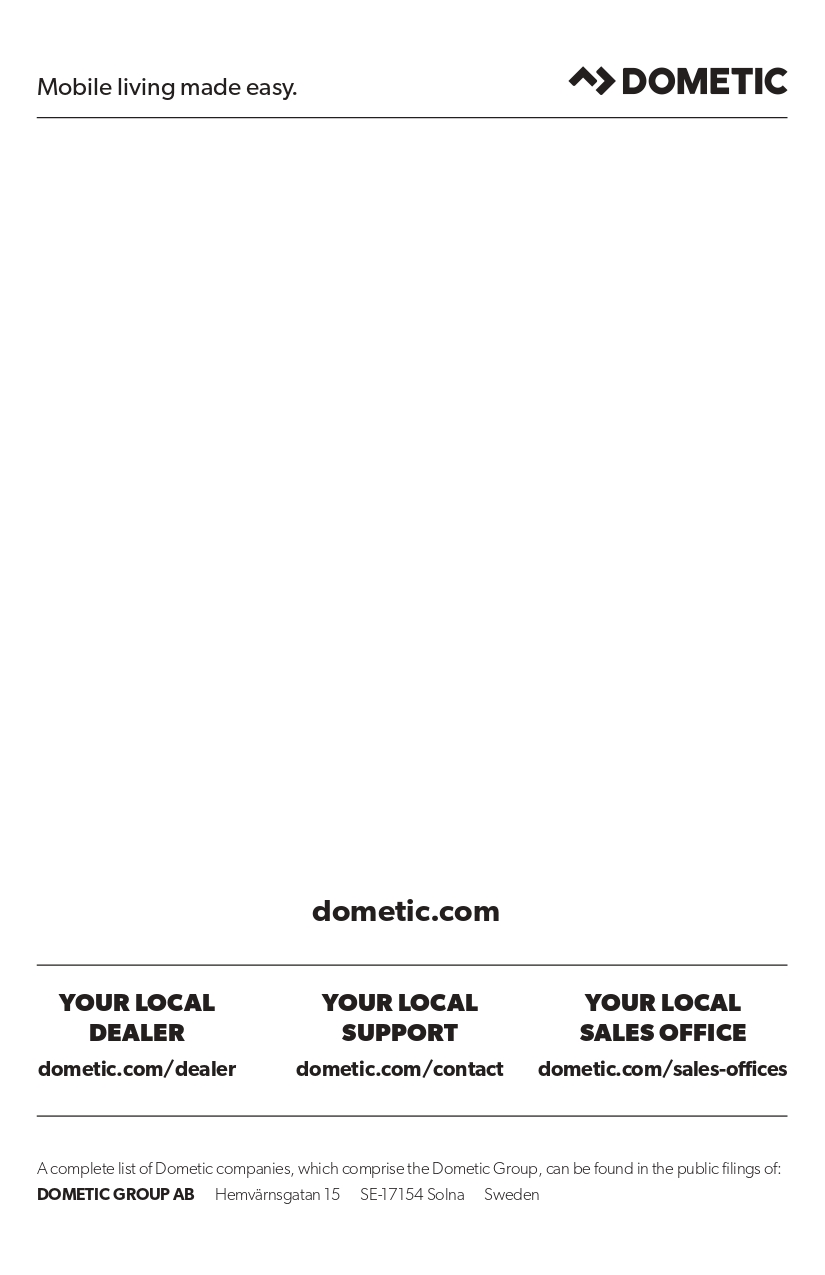 Mobile living made easy.
DOMETIC
dometic.com
YOUR LOCAL
DEALER
dometic.com/dealer
YOUR LOCAL
SUPPORT
dometic.com/contact
YOUR LOCAL
SALES OFFICE
dometic.com/sales-offices
A complete list of Dometic companies, which comprise the Dometic Group, can be found in the public filings of:
DOMETIC GROUP AB Hemvärnsgatan 15 SE-17154 Solna Sweden